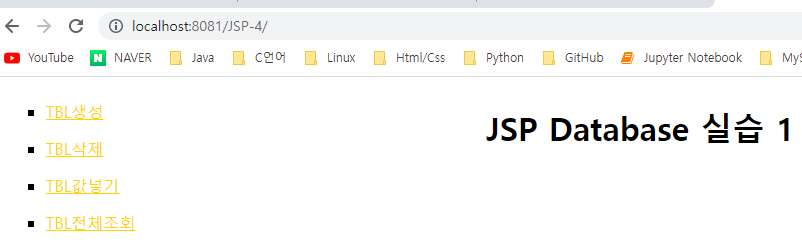 localhost:8081/JSP-4/
YouTube NAVER Java C언어 Linux Html/Css Python GitHub Jupyter Notebook MyS
TBL생성
JSP Database 실습 1
TBL삭제
TBL값넣기
TBL전체조회